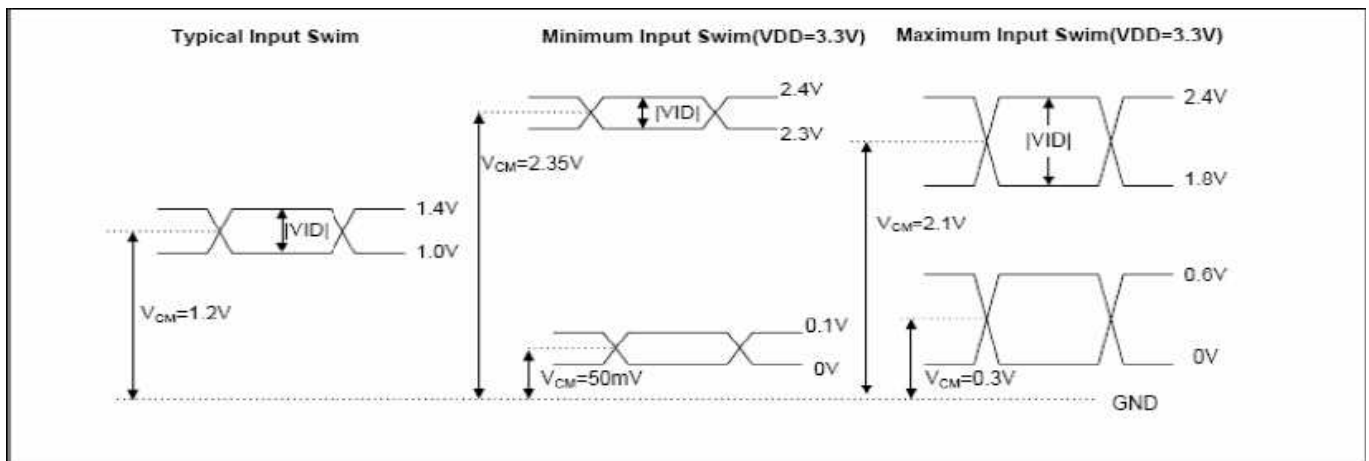 Typical Input Swim
Minimum Input Swim(VDD=3.3V)
Maximum Input Swim(VDD=3.3V)
1.4V
|VID|
1.0V
VCM=1.2V
2.4V
|VID|
2.3V
VCM=2.35V
0.1V
0V
VCM=50mV
2.4V
|VID|
1.8V
VCM=2.1V
0.6V
0V
VCM=0.3V
GND